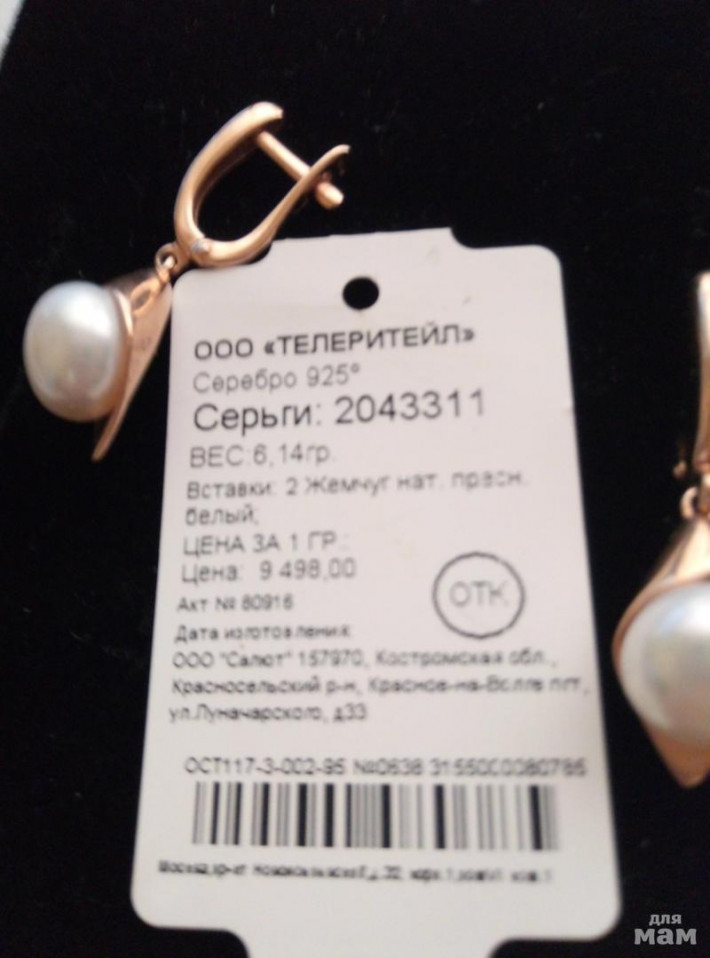 ООО «ТЕЛЕРИТЕЙЛ»
Серебро 925°
Серьги: 2043311
ВЕС:6,14гр.
Вставки: 2 Жемчуг нат. пресн.
белый;
ЦЕНА ЗА 1 ГР.:
Цена: 9 498,00
ОТК
Акт № 80916
Дата изготовления:
ООО "Салют" 157970, Костромская обл.,
Красносельский р-н, Красное-на-Волге пгт,
ул.Луначарского, д33
ОСТ117-3-002-95 №0638 3155000080785
Москва,
для
мам